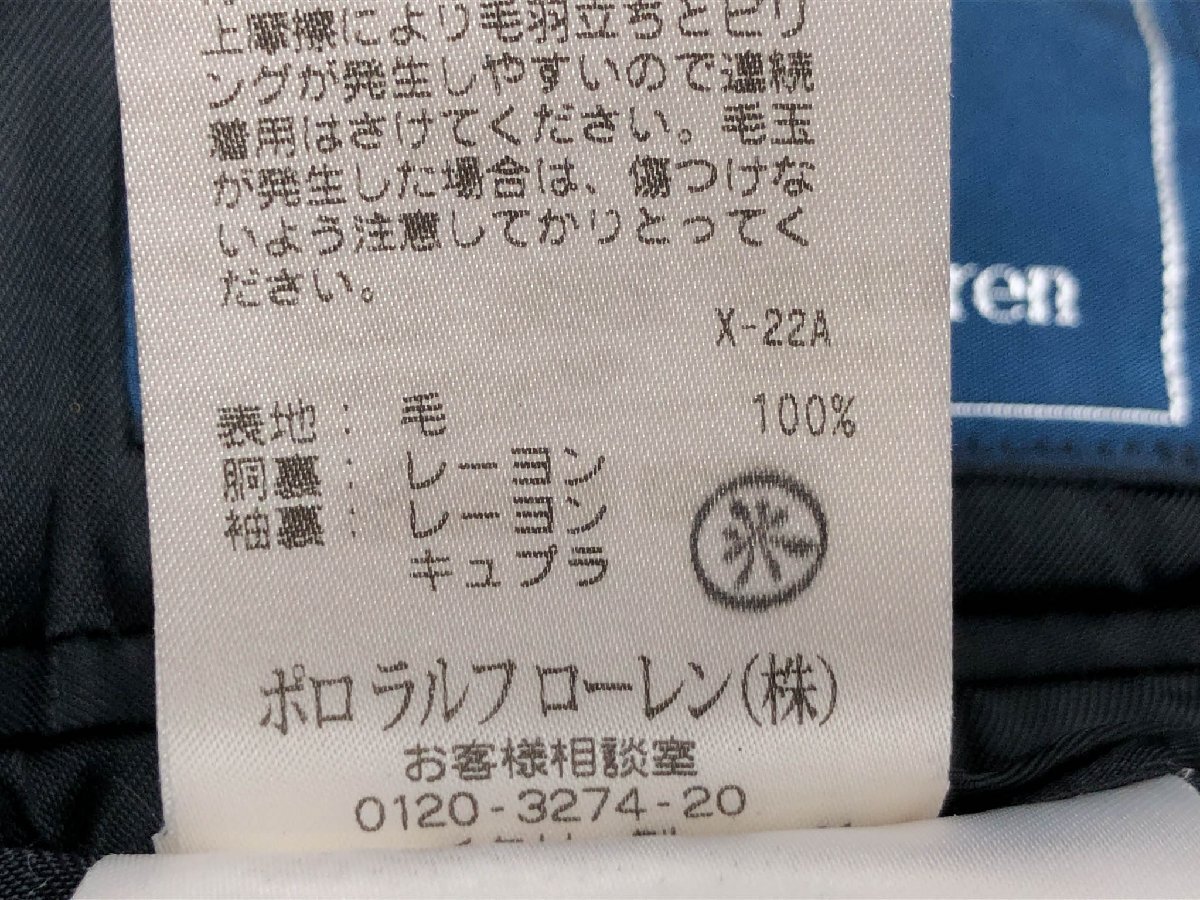 上摩擦により毛羽立ちとピリ
ングが発生しやすいので連続
着用はさけてください。毛玉
が発生した場合は、傷つけな
いよう注意してかりとってく
ださい。
ren
X-22A
表地： 毛 100%
胴裏： レーヨン
袖裏： レーヨン
キュプラ
ポロ ラルフ ローレン(株)
お客様相談室
0120-3274-20